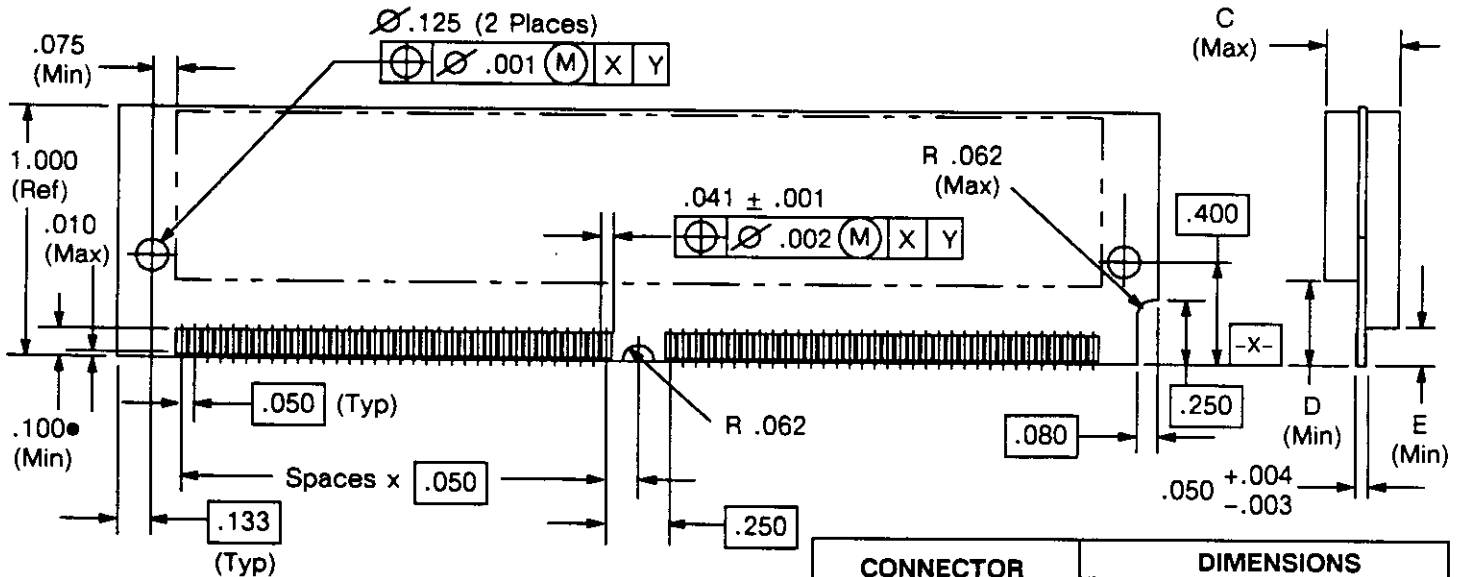 ∅.125 (2 Places)
⌖ ∅ .001 Ⓜ X Y
.075
(Min)
C
(Max)
1.000
(Ref)
R .062
(Max)
.041 ± .001
⌖ ∅ .002 Ⓜ X Y
.400
.010
(Max)
-X-
.050 (Typ)
.250
D
(Min)
E
(Min)
.100●
(Min)
R .062
.080
Spaces x .050
.050 +.004
-.003
.133
(Typ)
.250
CONNECTOR
DIMENSIONS